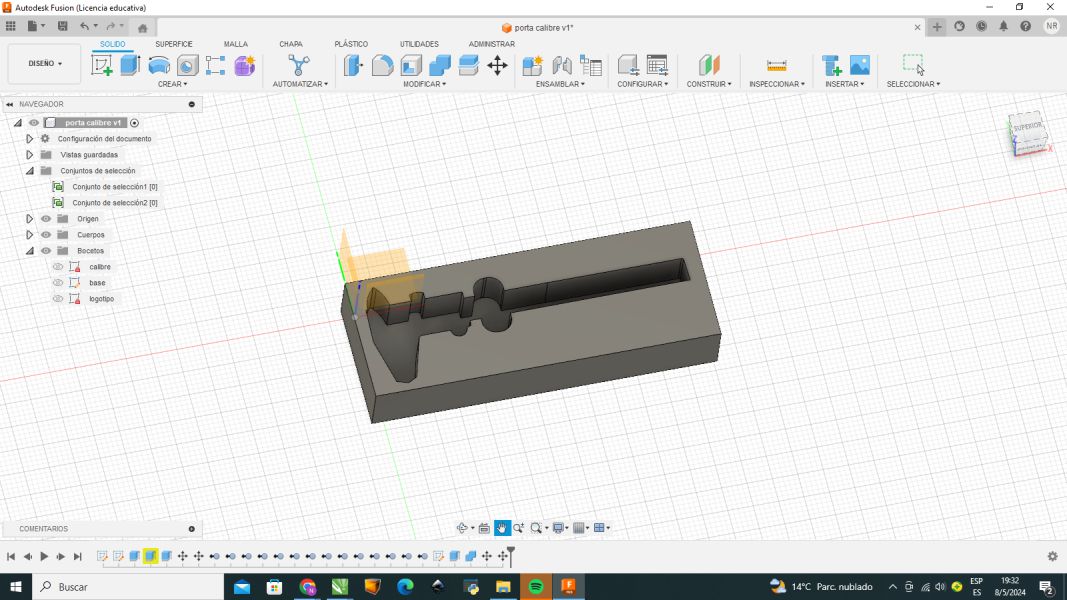 Autodesk Fusion (Licencia educativa)
porta calibre v1*
NR
SÓLIDO SUPERFICIE MALLA CHAPA PLÁSTICO UTILIDADES ADMINISTRAR
DISEÑO
CREAR AUTOMATIZAR MODIFICAR ENSAMBLAR CONFIGURAR CONSTRUIR INSPECCIONAR INSERTAR SELECCIONAR
NAVEGADOR
porta calibre v1
Configuración del documento
Vistas guardadas
Conjuntos de selección
Conjunto de selección1 [0]
Conjunto de selección2 [0]
Origen
Cuerpos
Bocetos
calibre
base
logotipo
SUPERIOR
X
Z
COMENTARIOS
Buscar
14°C Parc. nublado
ESP
ES
19:32
8/5/2024
2